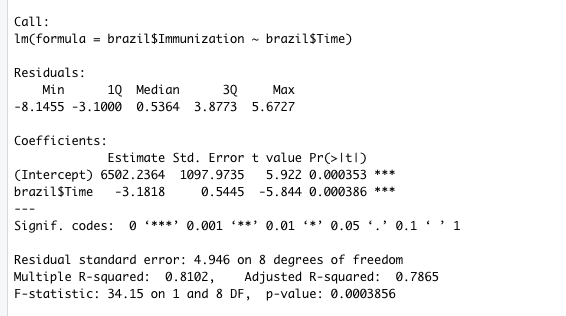 Call:
lm(formula = brazil$Immunization ~ brazil$Time)
Residuals:
    Min      1Q  Median      3Q     Max
-8.1455 -3.1000  0.5364  3.8773  5.6727
Coefficients:
             Estimate Std. Error t value Pr(>|t|)
(Intercept) 6502.2364  1097.9735   5.922 0.000353 ***
brazil$Time   -3.1818     0.5445  -5.844 0.000386 ***
---
Signif. codes:  0 ‘***’ 0.001 ‘**’ 0.01 ‘*’ 0.05 ‘.’ 0.1 ‘ ’ 1
Residual standard error: 4.946 on 8 degrees of freedom
Multiple R-squared:  0.8102,    Adjusted R-squared:  0.7865
F-statistic: 34.15 on 1 and 8 DF,  p-value: 0.0003856